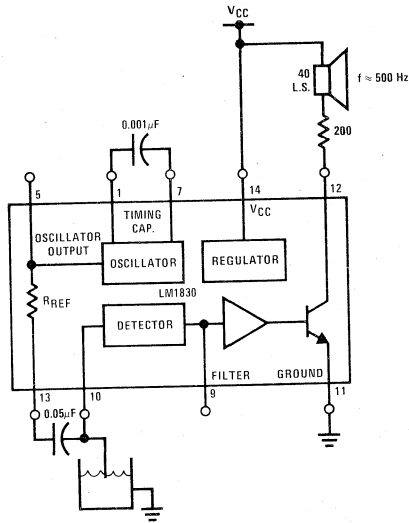 VCC
40
L.S.
f ≈ 500 Hz
200
0.001μF
5
1
7
14
12
TIMING
CAP.
VCC
OSCILLATOR
OUTPUT
OSCILLATOR
REGULATOR
RREF
LM1830
DETECTOR
FILTER
GROUND
13
10
9
11
0.05μF